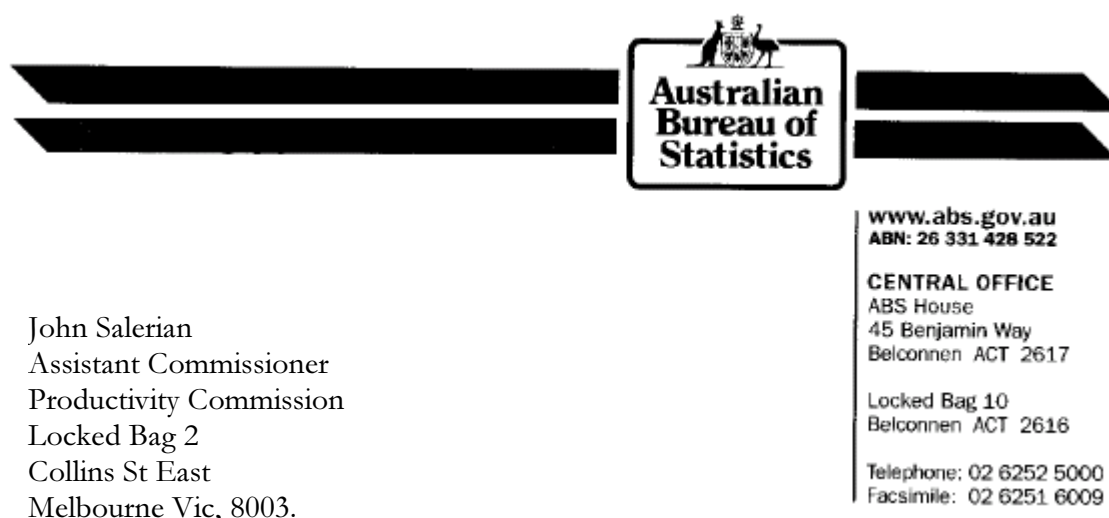 Australian
Bureau of
Statistics
www.abs.gov.au
ABN: 26 331 428 522
CENTRAL OFFICE
ABS House
45 Benjamin Way
Belconnen ACT 2617
Locked Bag 10
Belconnen ACT 2616
Telephone: 02 6252 5000
Facsimile: 02 6251 6009
John Salerian
Assistant Commissioner
Productivity Commission
Locked Bag 2
Collins St East
Melbourne Vic, 8003.